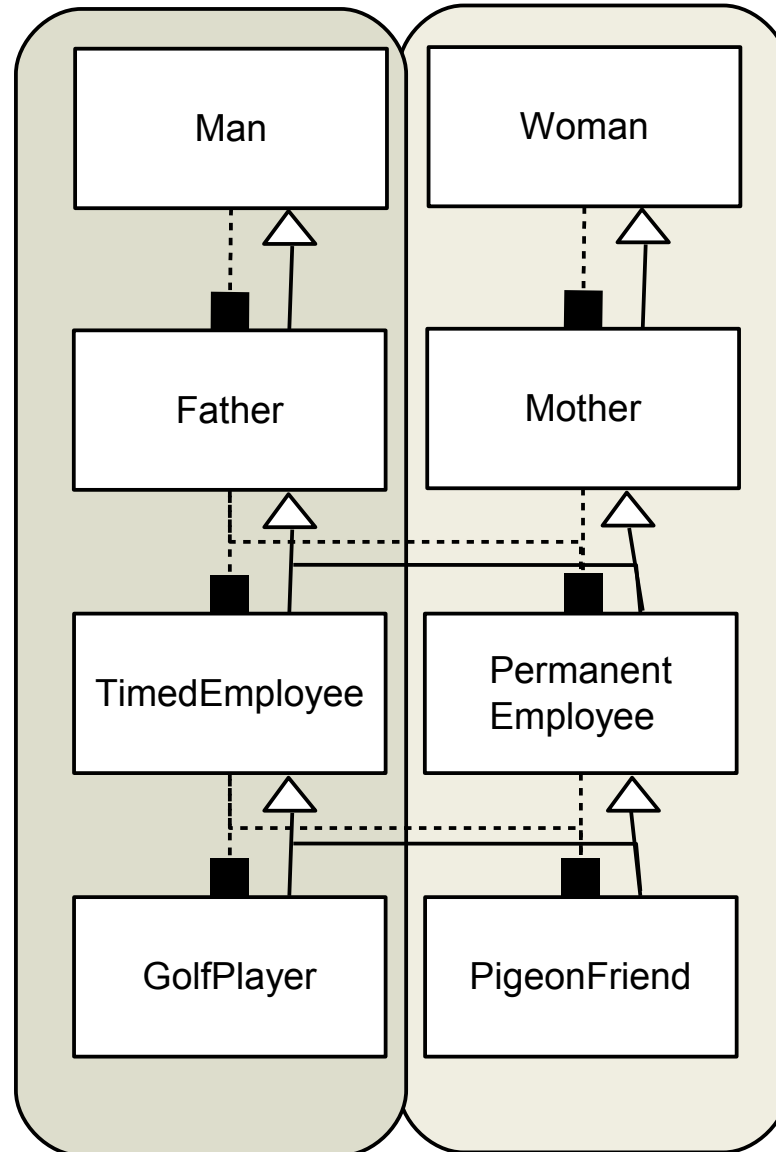 Man
Woman
Father
Mother
TimedEmployee
Permanent
Employee
GolfPlayer
PigeonFriend